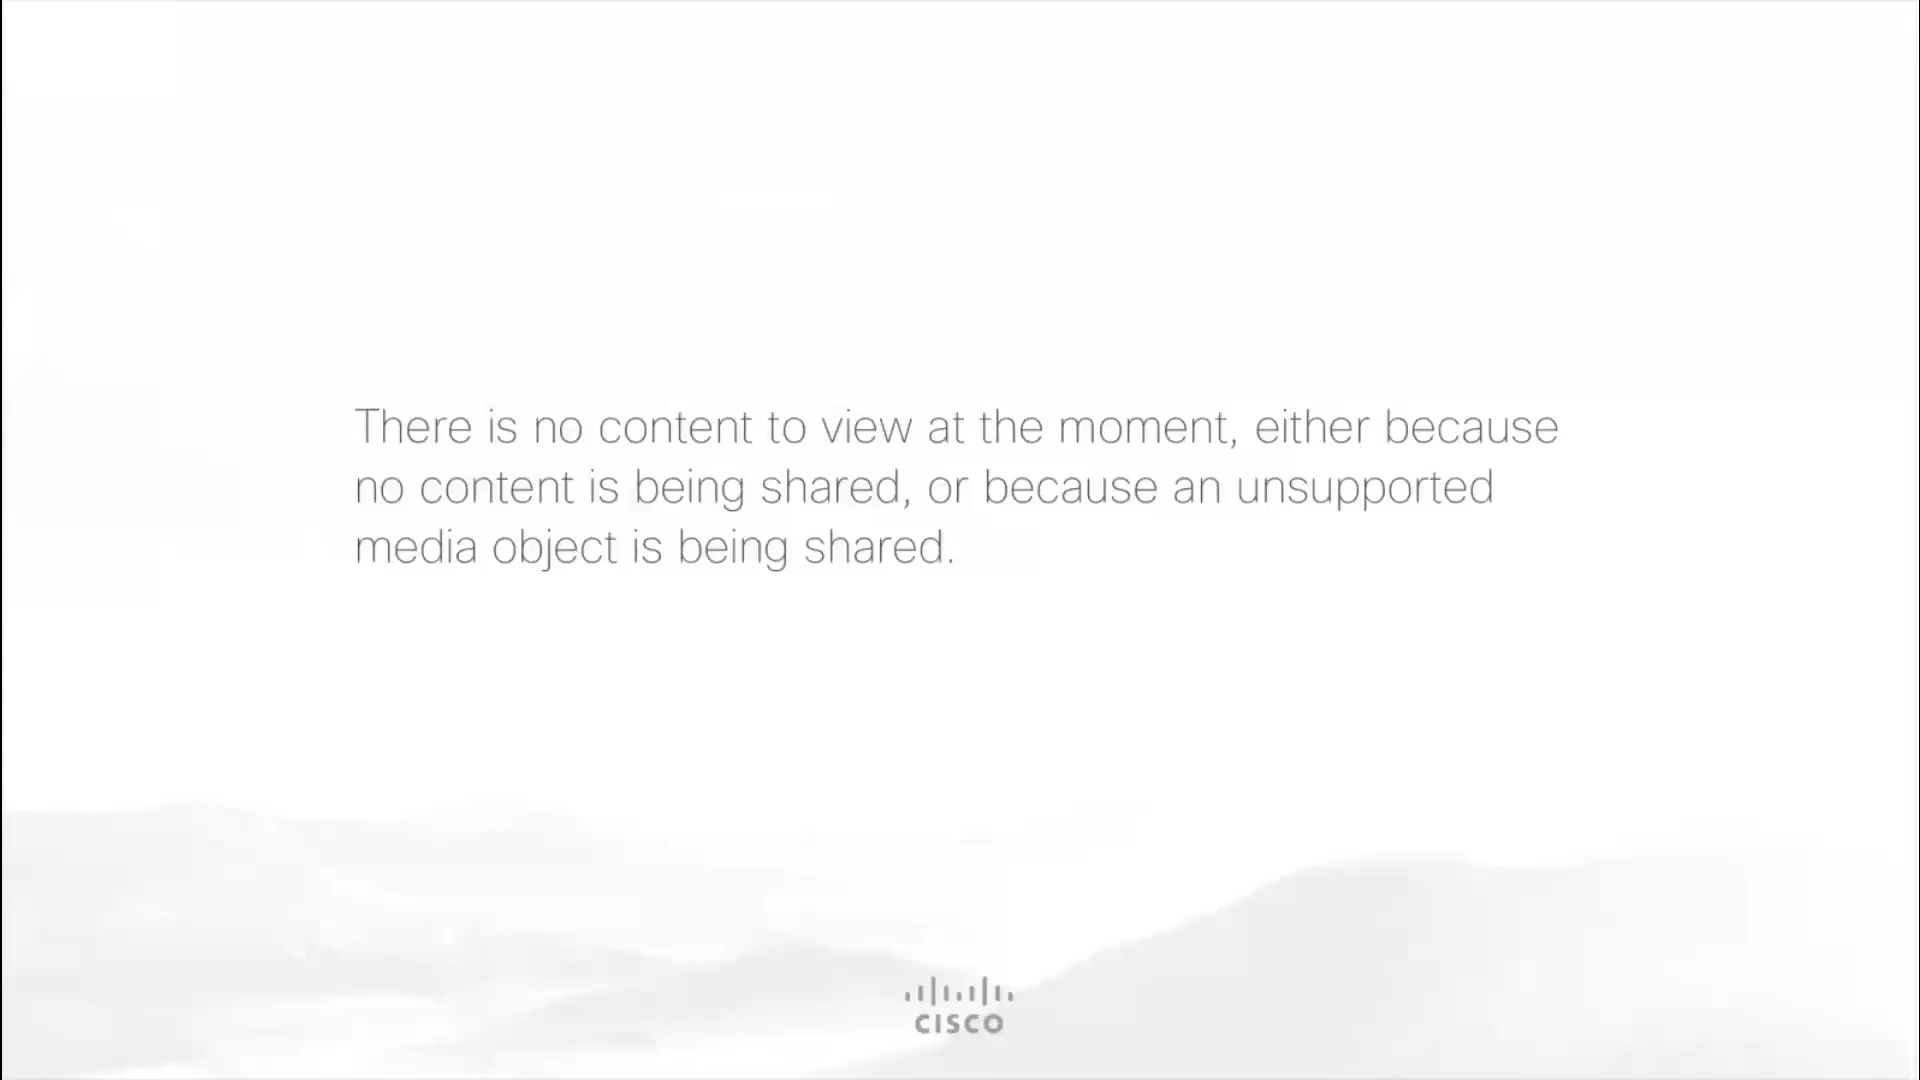 There is no content to view at the moment, either because
no content is being shared, or because an unsupported
media object is being shared.
CISCO